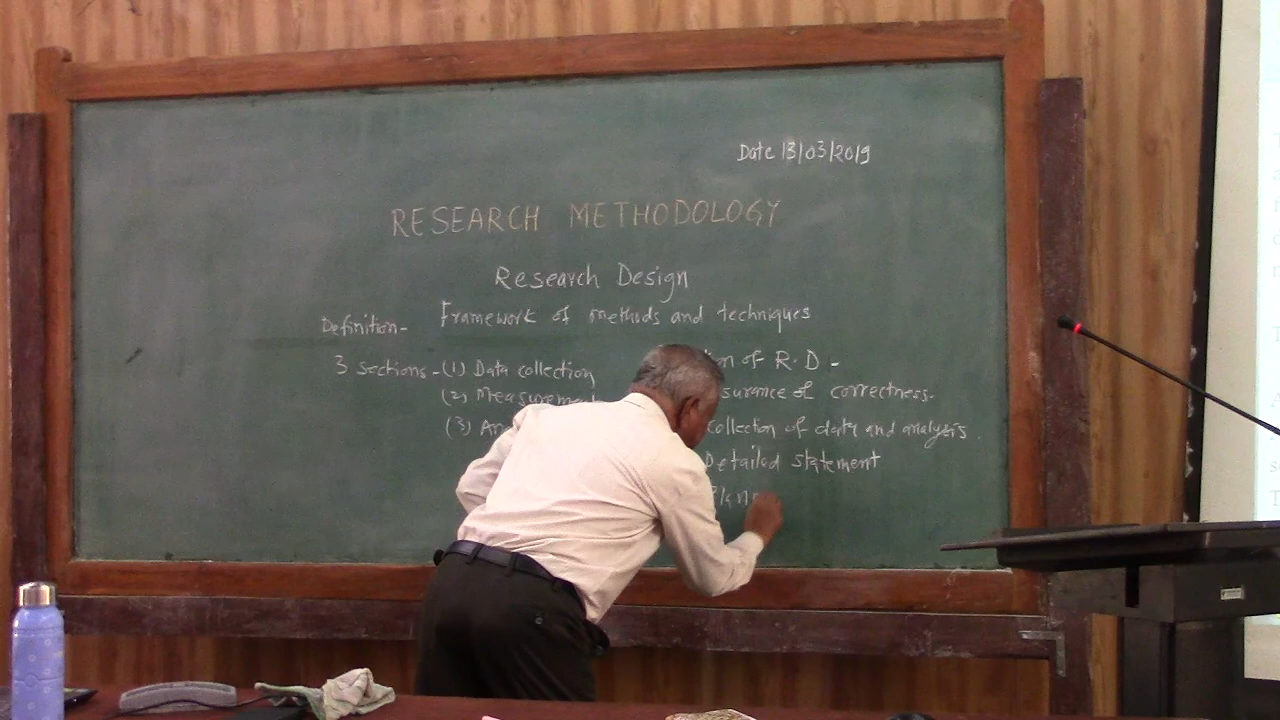 Date 13/03/2019
RESEARCH METHODOLOGY
Research Design
Definition- Framework of methods and techniques
3 sections - (1) Data collection of R.D -
(2) of correctness.
(3) collection of data and analysis.
Detailed statement